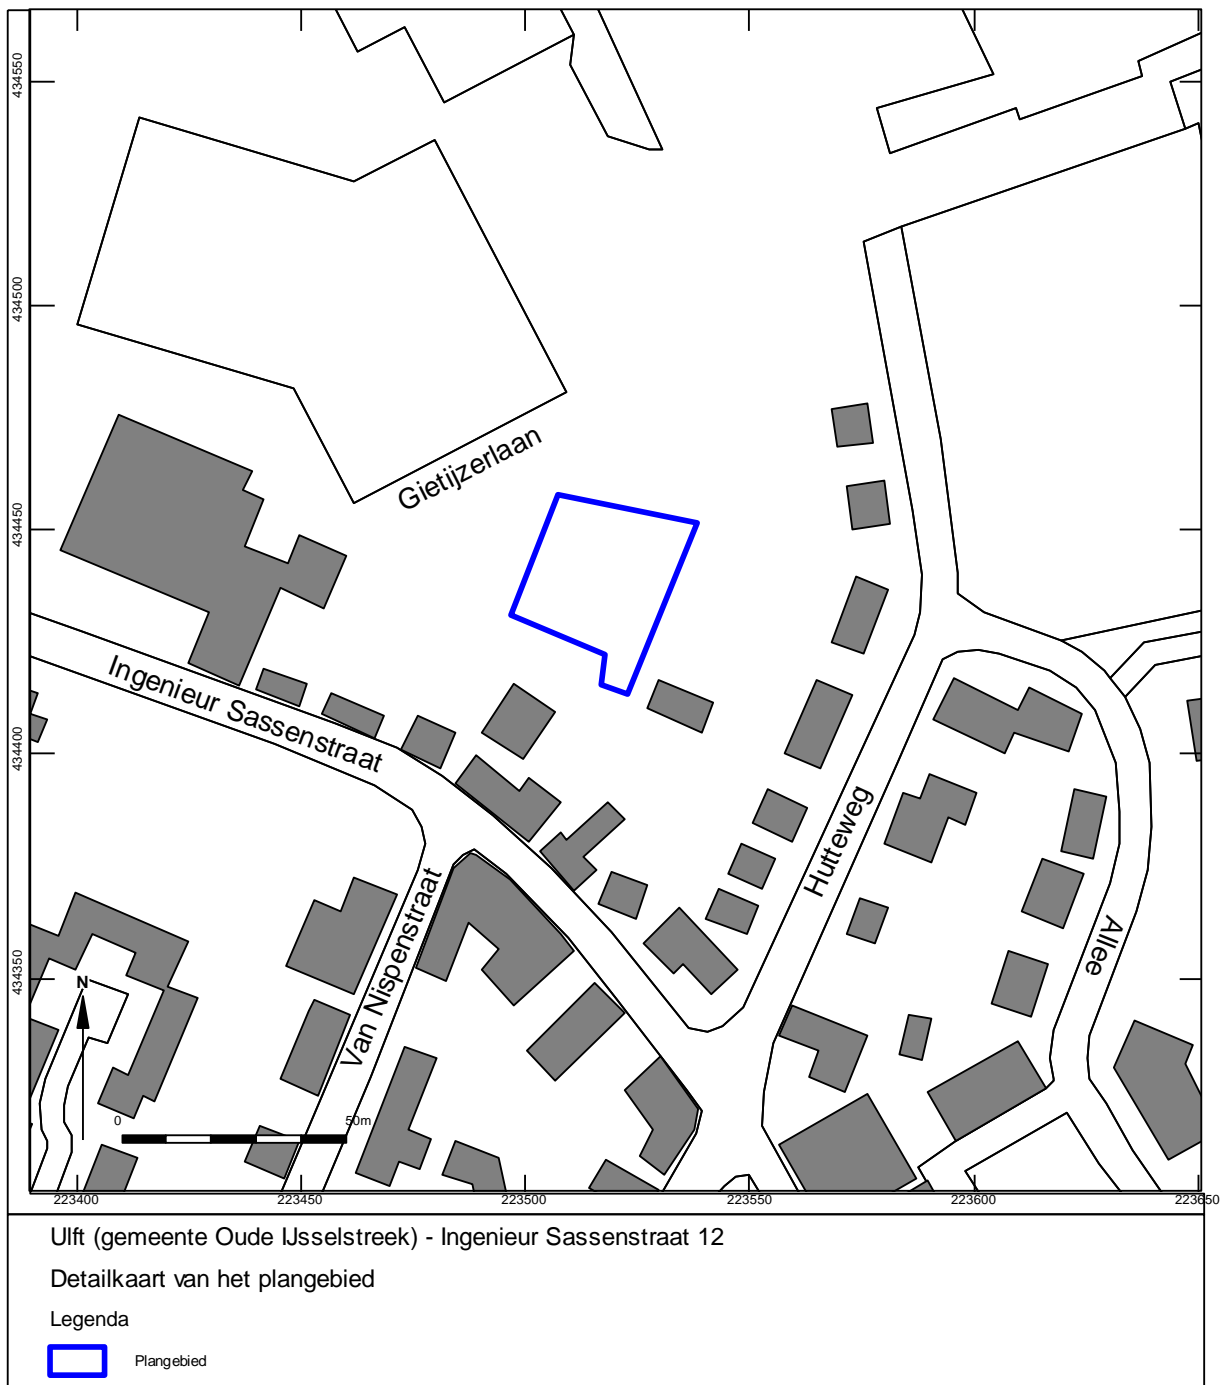 434550
434500
434450
434400
434350
Gietijzerlaan
Ingenieur Sassenstraat
Van Nispenstraat
Hutteweg
Allee
N
0
50m
223400
223450
223500
223550
223600
223650
Ulft (gemeente Oude IJsselstreek) - Ingenieur Sassenstraat 12
Detailkaart van het plangebied
Legenda
Plangebied